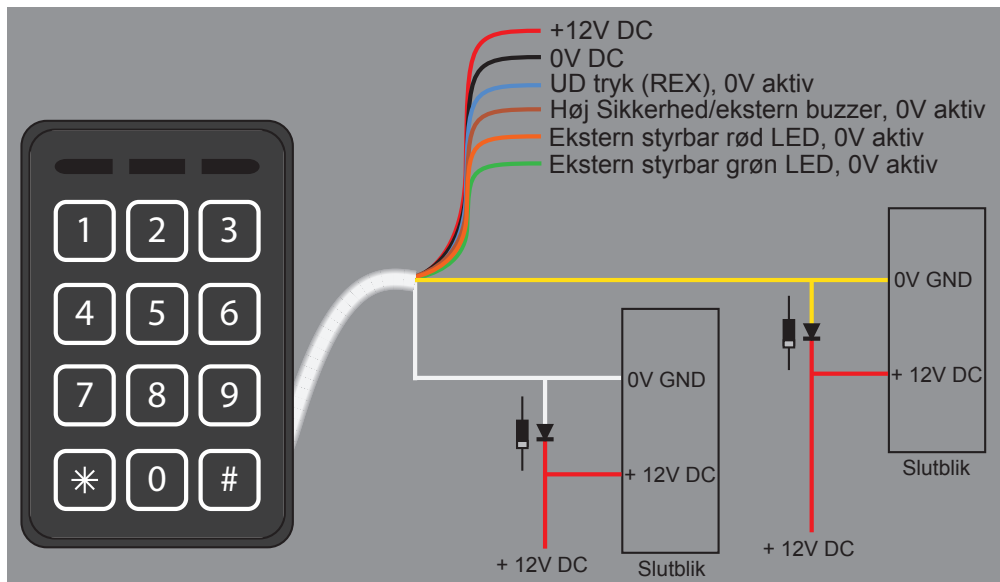 +12V DC
0V DC
UD tryk (REX), 0V aktiv
Høj Sikkerhed/ekstern buzzer, 0V aktiv
Ekstern styrbar rød LED, 0V aktiv
Ekstern styrbar grøn LED, 0V aktiv
1 2 3
4 5 6
7 8 9
* 0 #
0V GND
+ 12V DC
+ 12V DC
Slutblik
0V GND
+ 12V DC
+ 12V DC
Slutblik